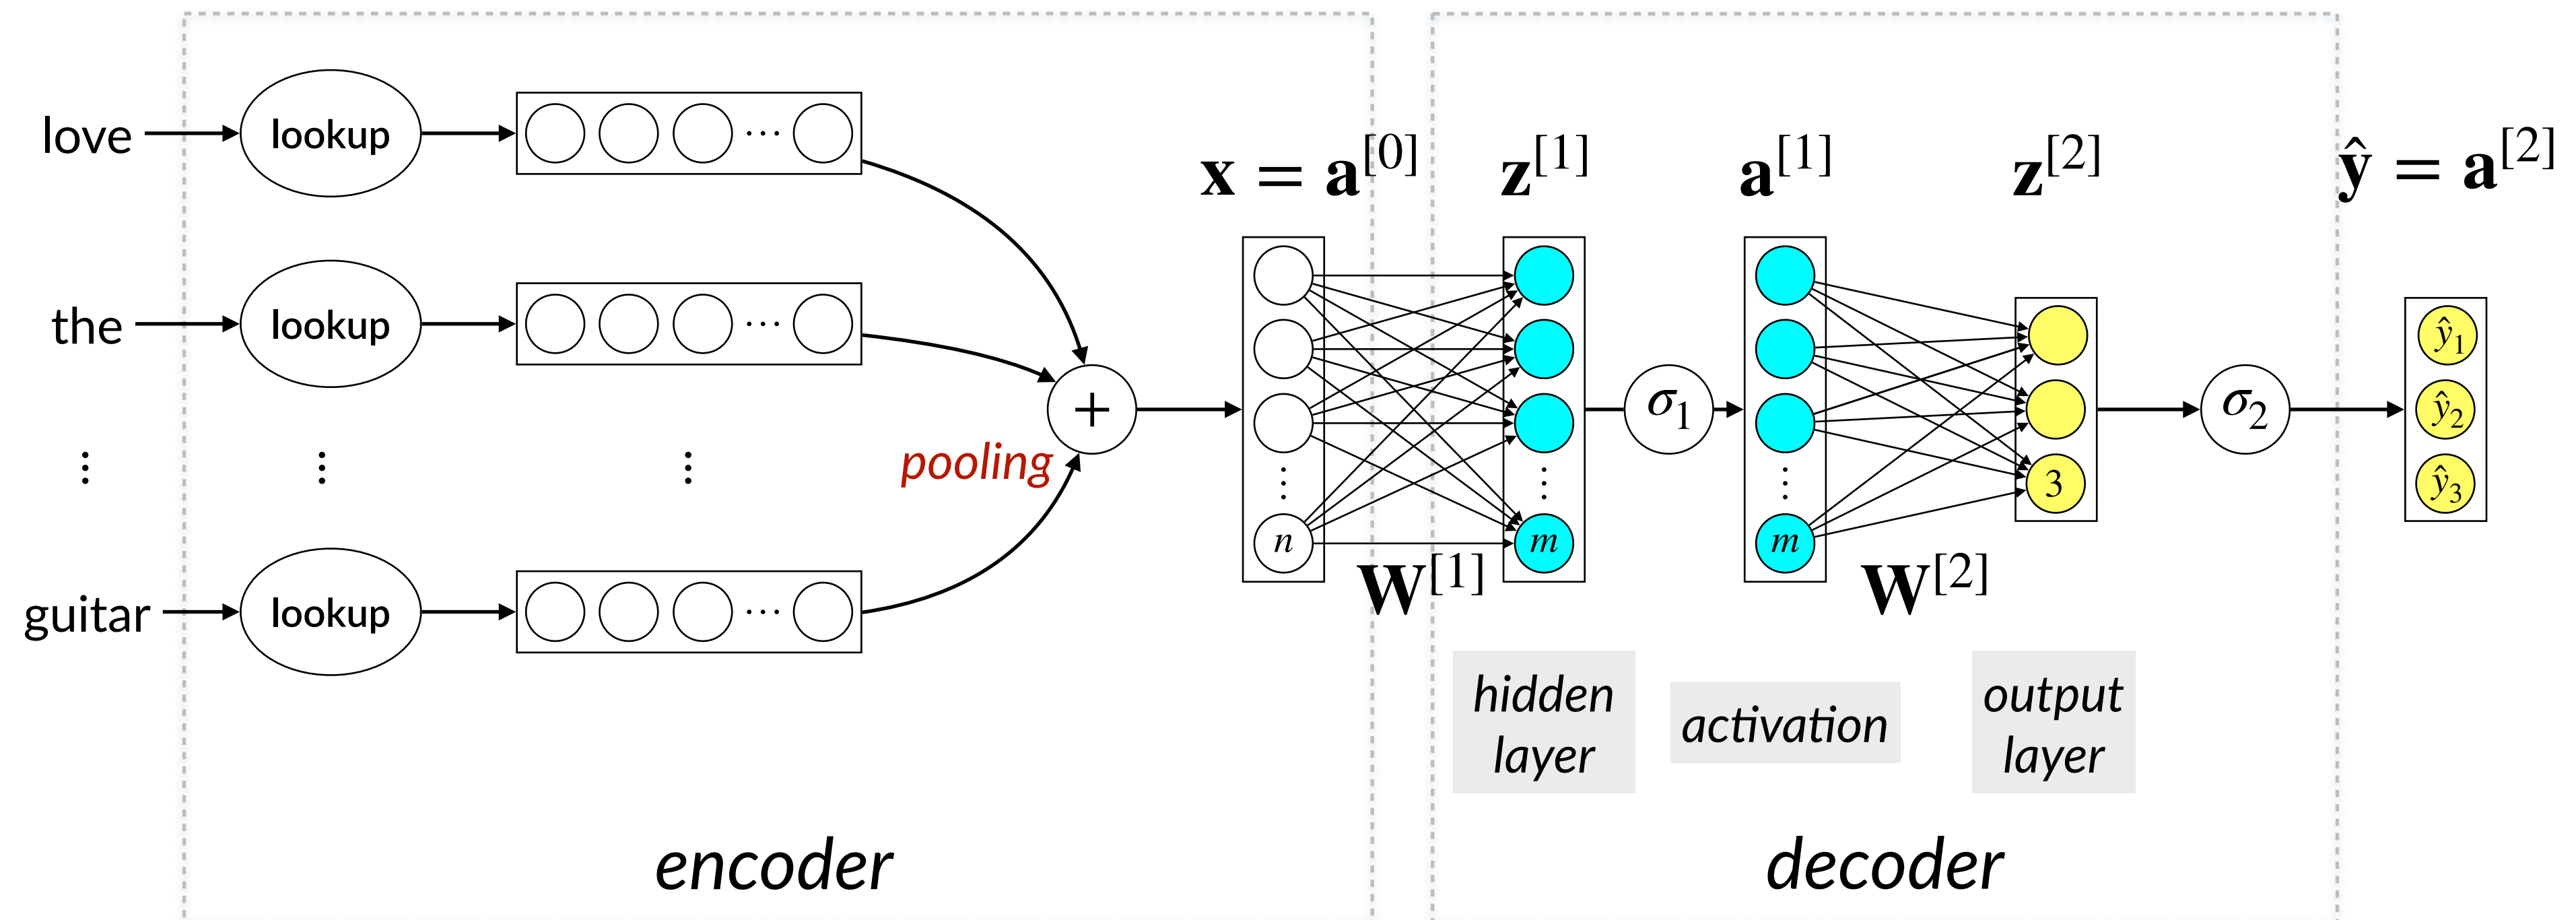 love
lookup
...
the
lookup
...
⋮ ⋮ ⋮
guitar
lookup
...
pooling
+
x = a^[0]
z^[1]
a^[1]
z^[2]
ŷ = a^[2]
⋮
n
W^[1]
⋮
m
σ₁
⋮
m
W^[2]
3
σ₂
ŷ₁
ŷ₂
ŷ₃
hidden
layer
activation
output
layer
encoder
decoder